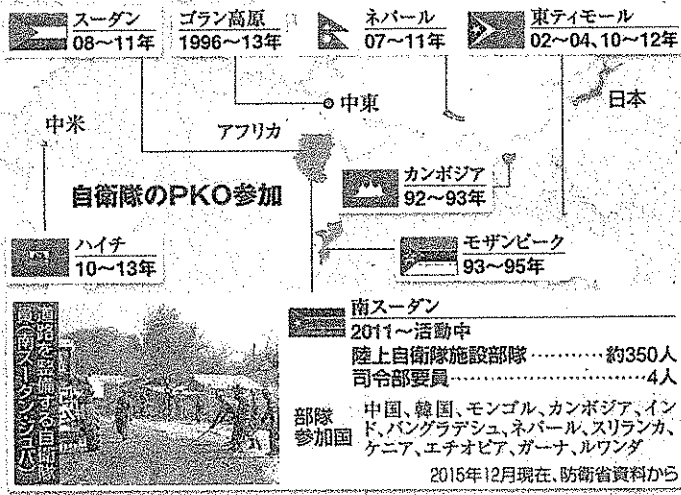 スーダン
08〜11年
ゴラン高原
1996〜13年
ネパール
07〜11年
東ティモール
02〜04、10〜12年
中米
アフリカ
中東
日本
自衛隊のPKO参加
カンボジア
92〜93年
ハイチ
10〜13年
モザンビーク
93〜95年
道路を整備する自衛隊
員(南スーダン・ジュバ)
南スーダン
2011〜活動中
陸上自衛隊施設部隊…………約350人
司令部要員…………………………4人
部隊
参加国
中国、韓国、モンゴル、カンボジア、イン
ド、バングラデシュ、ネパール、スリランカ、
ケニア、エチオピア、ガーナ、ルワンダ
2015年12月現在、防衛省資料から